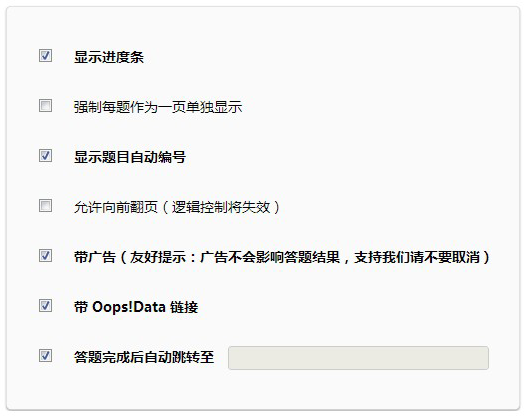 显示进度条
强制每题作为一页单独显示
显示题目自动编号
允许向前翻页（逻辑控制将失效）
带广告（友好提示：广告不会影响答题结果，支持我们请不要取消）
带 Oops!Data 链接
答题完成后自动跳转至